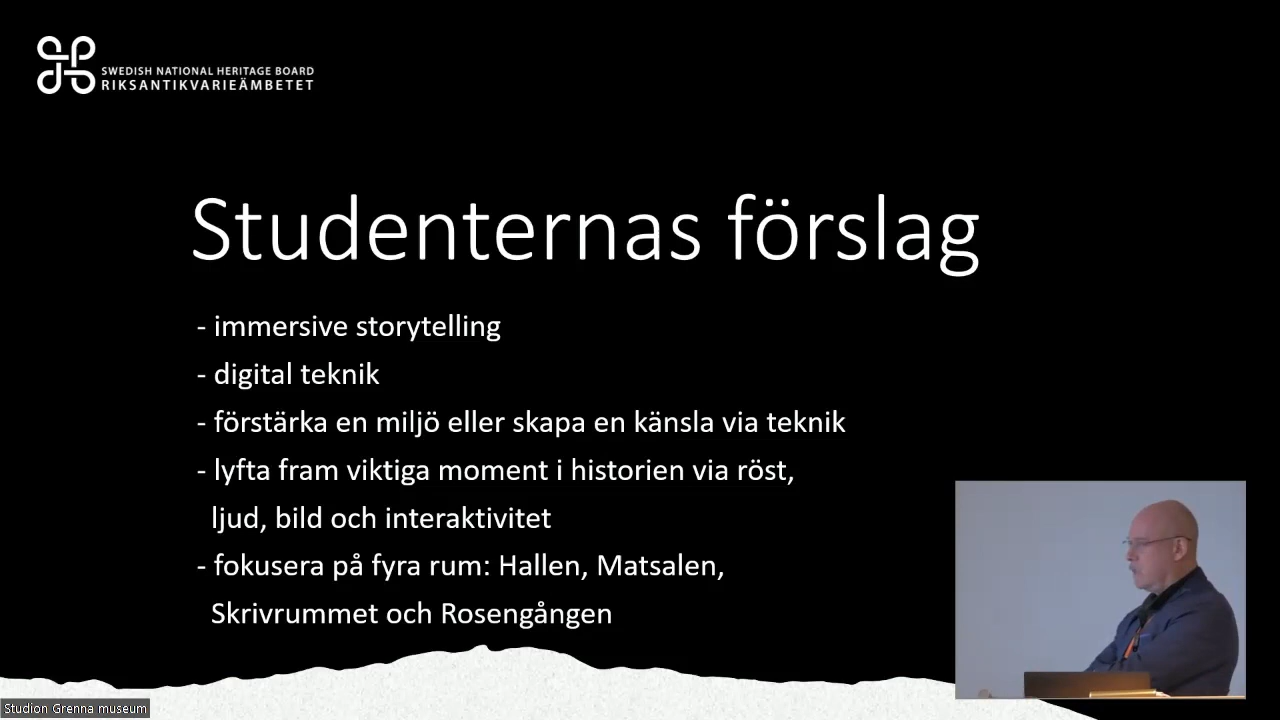 SWEDISH NATIONAL HERITAGE BOARD
RIKSANTIKVARIEÄMBETET
Studenternas förslag
- immersive storytelling
- digital teknik
- förstärka en miljö eller skapa en känsla via teknik
- lyfta fram viktiga moment i historien via röst,
ljud, bild och interaktivitet
- fokusera på fyra rum: Hallen, Matsalen,
Skrivrummet och Rosengången
Studion Grenna museum